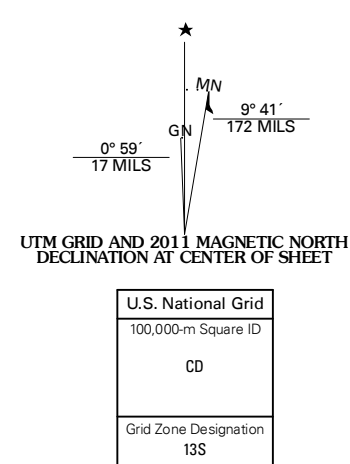 MN
9° 41´
172 MILS
GN
0° 59´
17 MILS
UTM GRID AND 2011 MAGNETIC NORTH
DECLINATION AT CENTER OF SHEET
U.S. National Grid
100,000-m Square ID
CD
Grid Zone Designation
13S